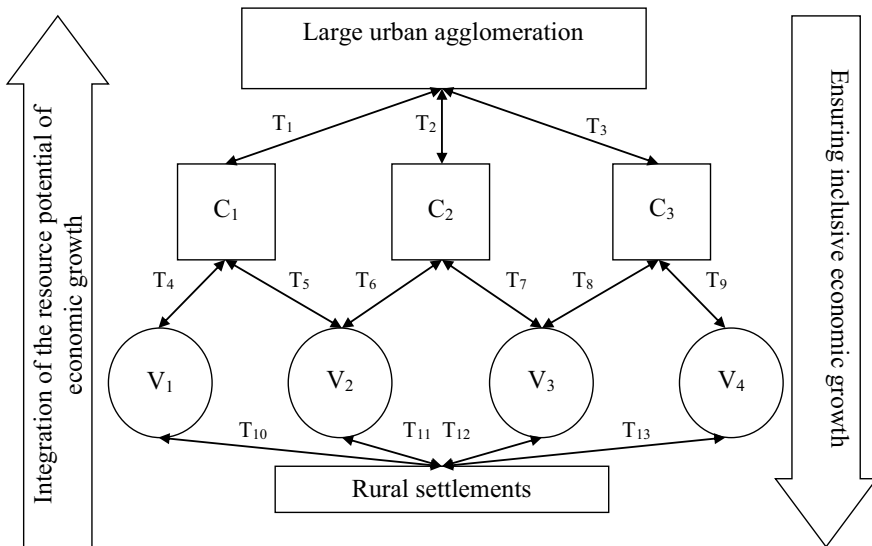 Large urban agglomeration
Integration of the resource potential of
economic growth
Ensuring inclusive economic growth
T₁
T₂
T₃
C₁
C₂
C₃
T₄
T₅
T₆
T₇
T₈
T₉
V₁
V₂
V₃
V₄
T₁₀
T₁₁
T₁₂
T₁₃
Rural settlements